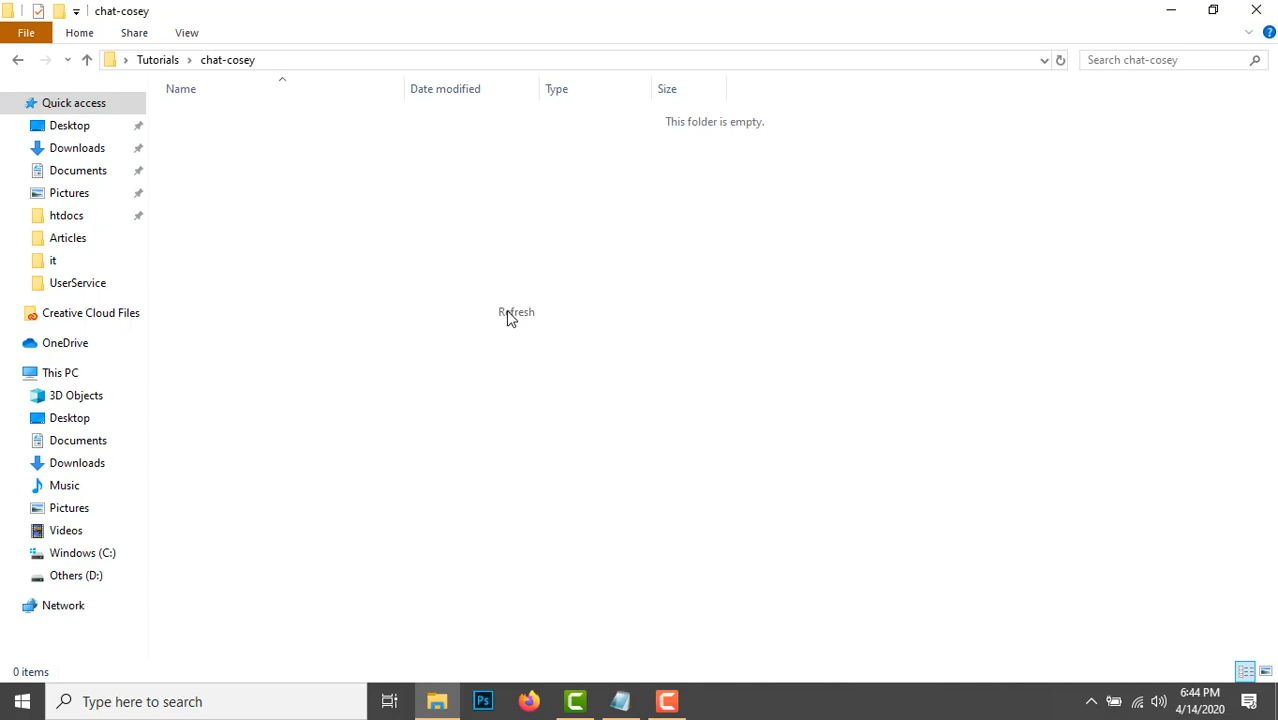 chat-cosey
File Home Share View
Tutorials chat-cosey Search chat-cosey
Name Date modified Type Size
This folder is empty.
Quick access
Desktop
Downloads
Documents
Pictures
htdocs
Articles
it
UserService
Creative Cloud Files
OneDrive
This PC
3D Objects
Desktop
Documents
Downloads
Music
Pictures
Videos
Windows (C:)
Others (D:)
Network
Refresh
0 items
Type here to search
Ps
6:44 PM
4/14/2020